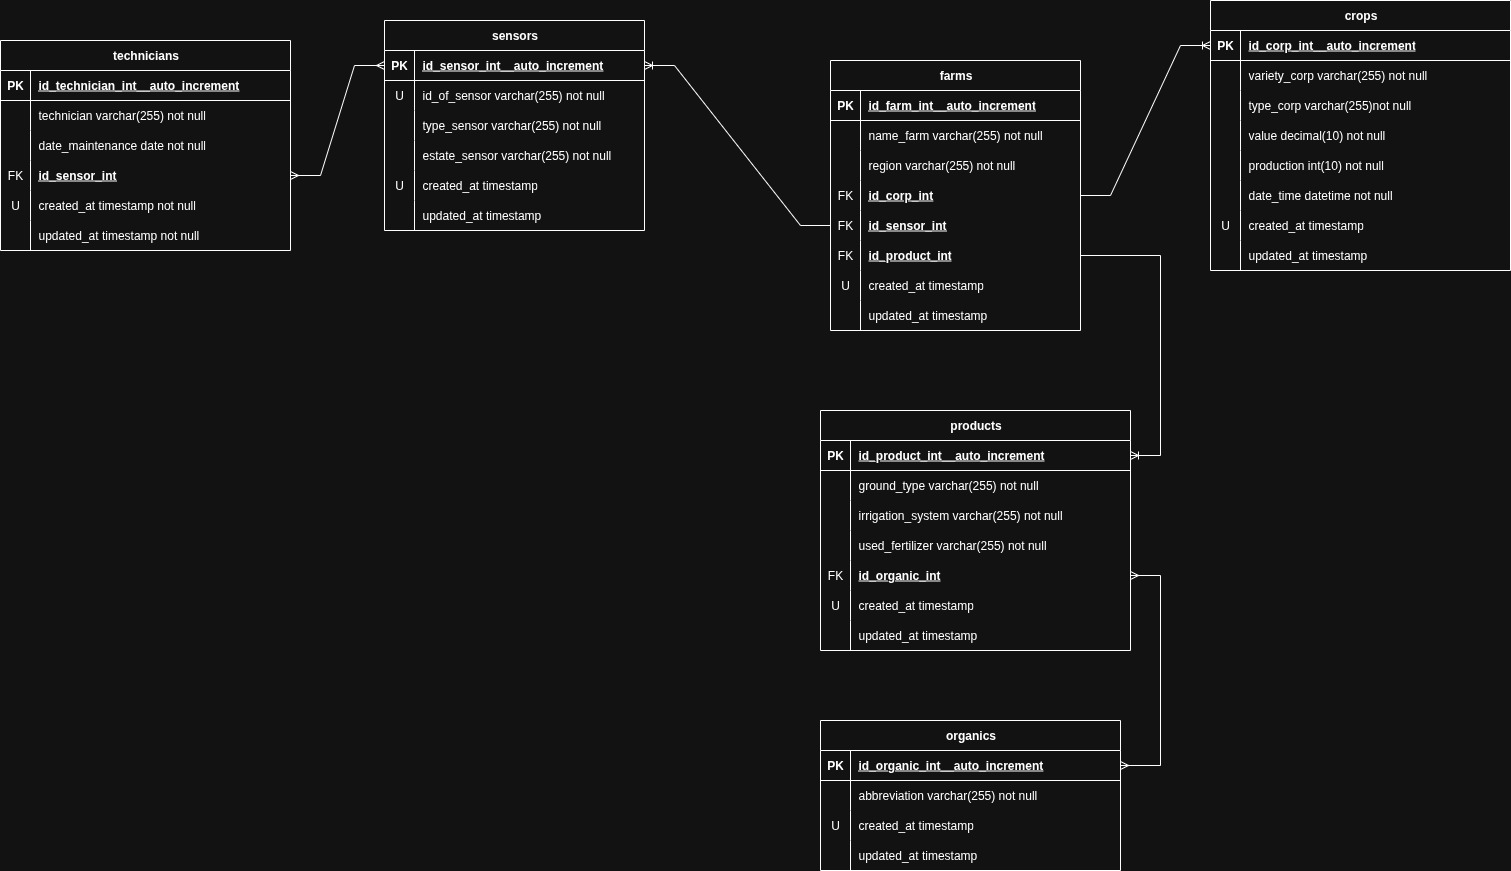 technicians
PK id_technician_int__auto_increment
technician varchar(255) not null
date_maintenance date not null
FK id_sensor_int
U created_at timestamp not null
updated_at timestamp not null
sensors
PK id_sensor_int__auto_increment
U id_of_sensor varchar(255) not null
type_sensor varchar(255) not null
estate_sensor varchar(255) not null
U created_at timestamp
updated_at timestamp
farms
PK id_farm_int__auto_increment
name_farm varchar(255) not null
region varchar(255) not null
FK id_corp_int
FK id_sensor_int
FK id_product_int
U created_at timestamp
updated_at timestamp
crops
PK id_corp_int__auto_increment
variety_corp varchar(255) not null
type_corp varchar(255)not null
value decimal(10) not null
production int(10) not null
date_time datetime not null
U created_at timestamp
updated_at timestamp
products
PK id_product_int__auto_increment
ground_type varchar(255) not null
irrigation_system varchar(255) not null
used_fertilizer varchar(255) not null
FK id_organic_int
U created_at timestamp
updated_at timestamp
organics
PK id_organic_int__auto_increment
abbreviation varchar(255) not null
U created_at timestamp
updated_at timestamp